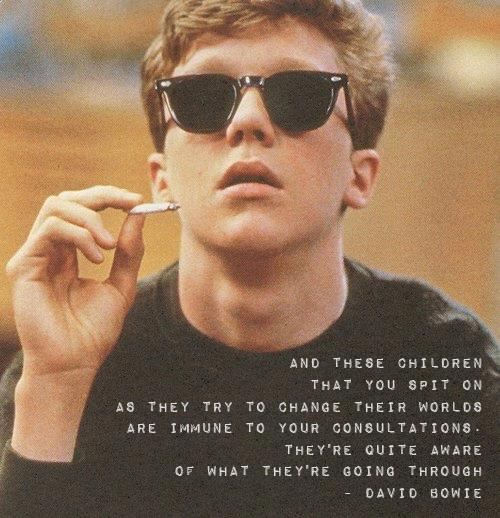 AND THESE CHILDREN
THAT YOU SPIT ON
AS THEY TRY TO CHANGE THEIR WORLDS
ARE IMMUNE TO YOUR CONSULTATIONS.
THEY'RE QUITE AWARE
OF WHAT THEY'RE GOING THROUGH
- DAVID BOWIE